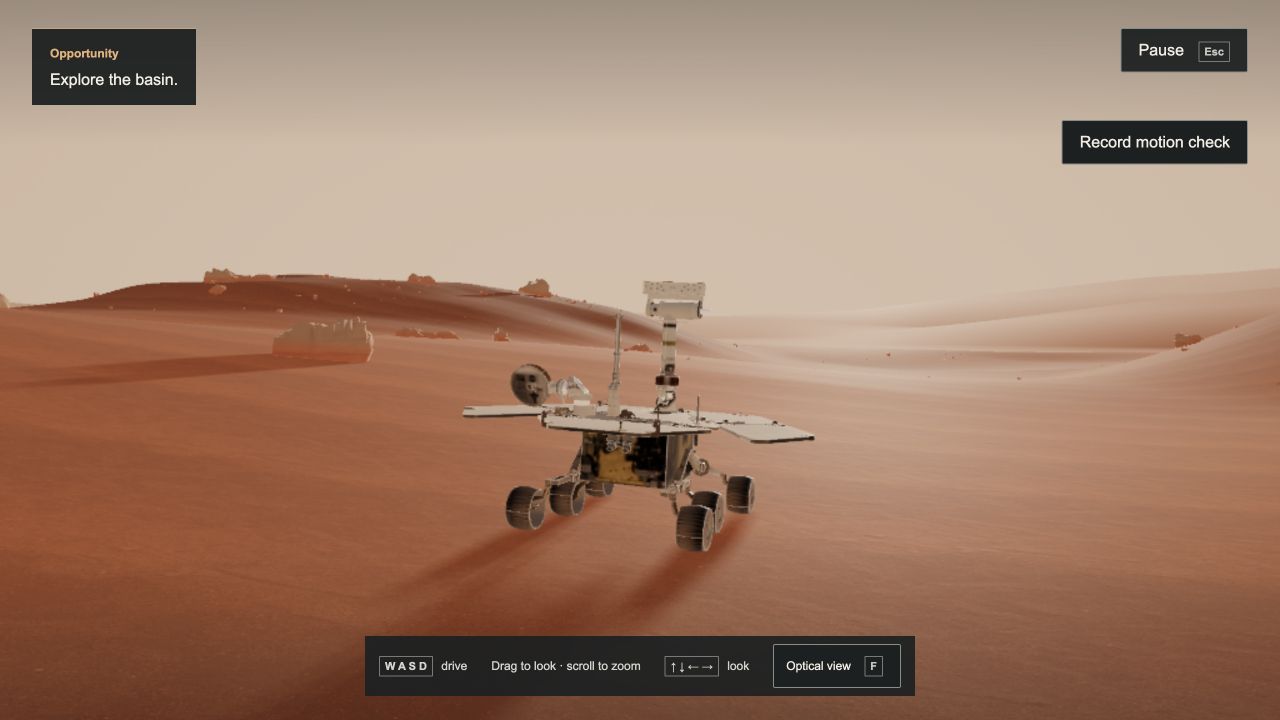 Opportunity
Explore the basin.
Pause Esc
Record motion check
W A S D drive Drag to look · scroll to zoom ↑↓←→ look Optical view F